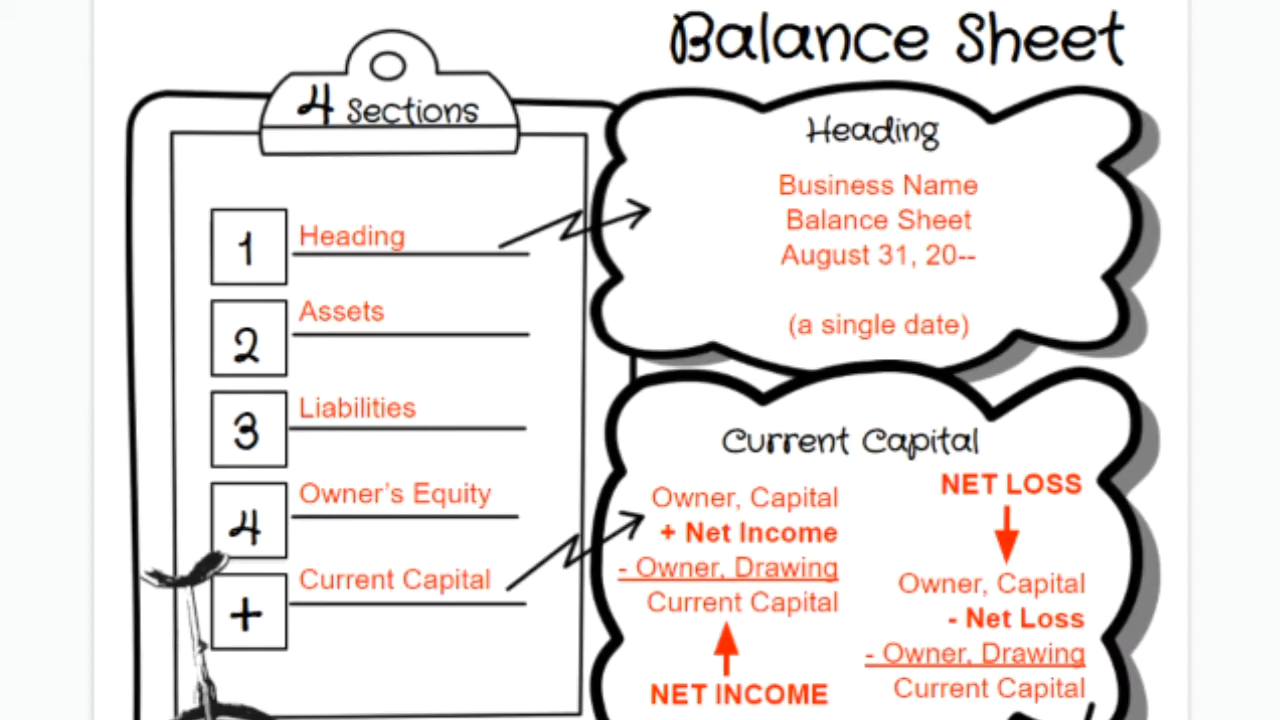 Balance Sheet
4 Sections
1 Heading
2 Assets
3 Liabilities
4 Owner's Equity
+ Current Capital
Heading
Business Name
Balance Sheet
August 31, 20--
(a single date)
Current Capital
Owner, Capital
+ Net Income
- Owner, Drawing
Current Capital
NET INCOME
NET LOSS
Owner, Capital
- Net Loss
- Owner, Drawing
Current Capital